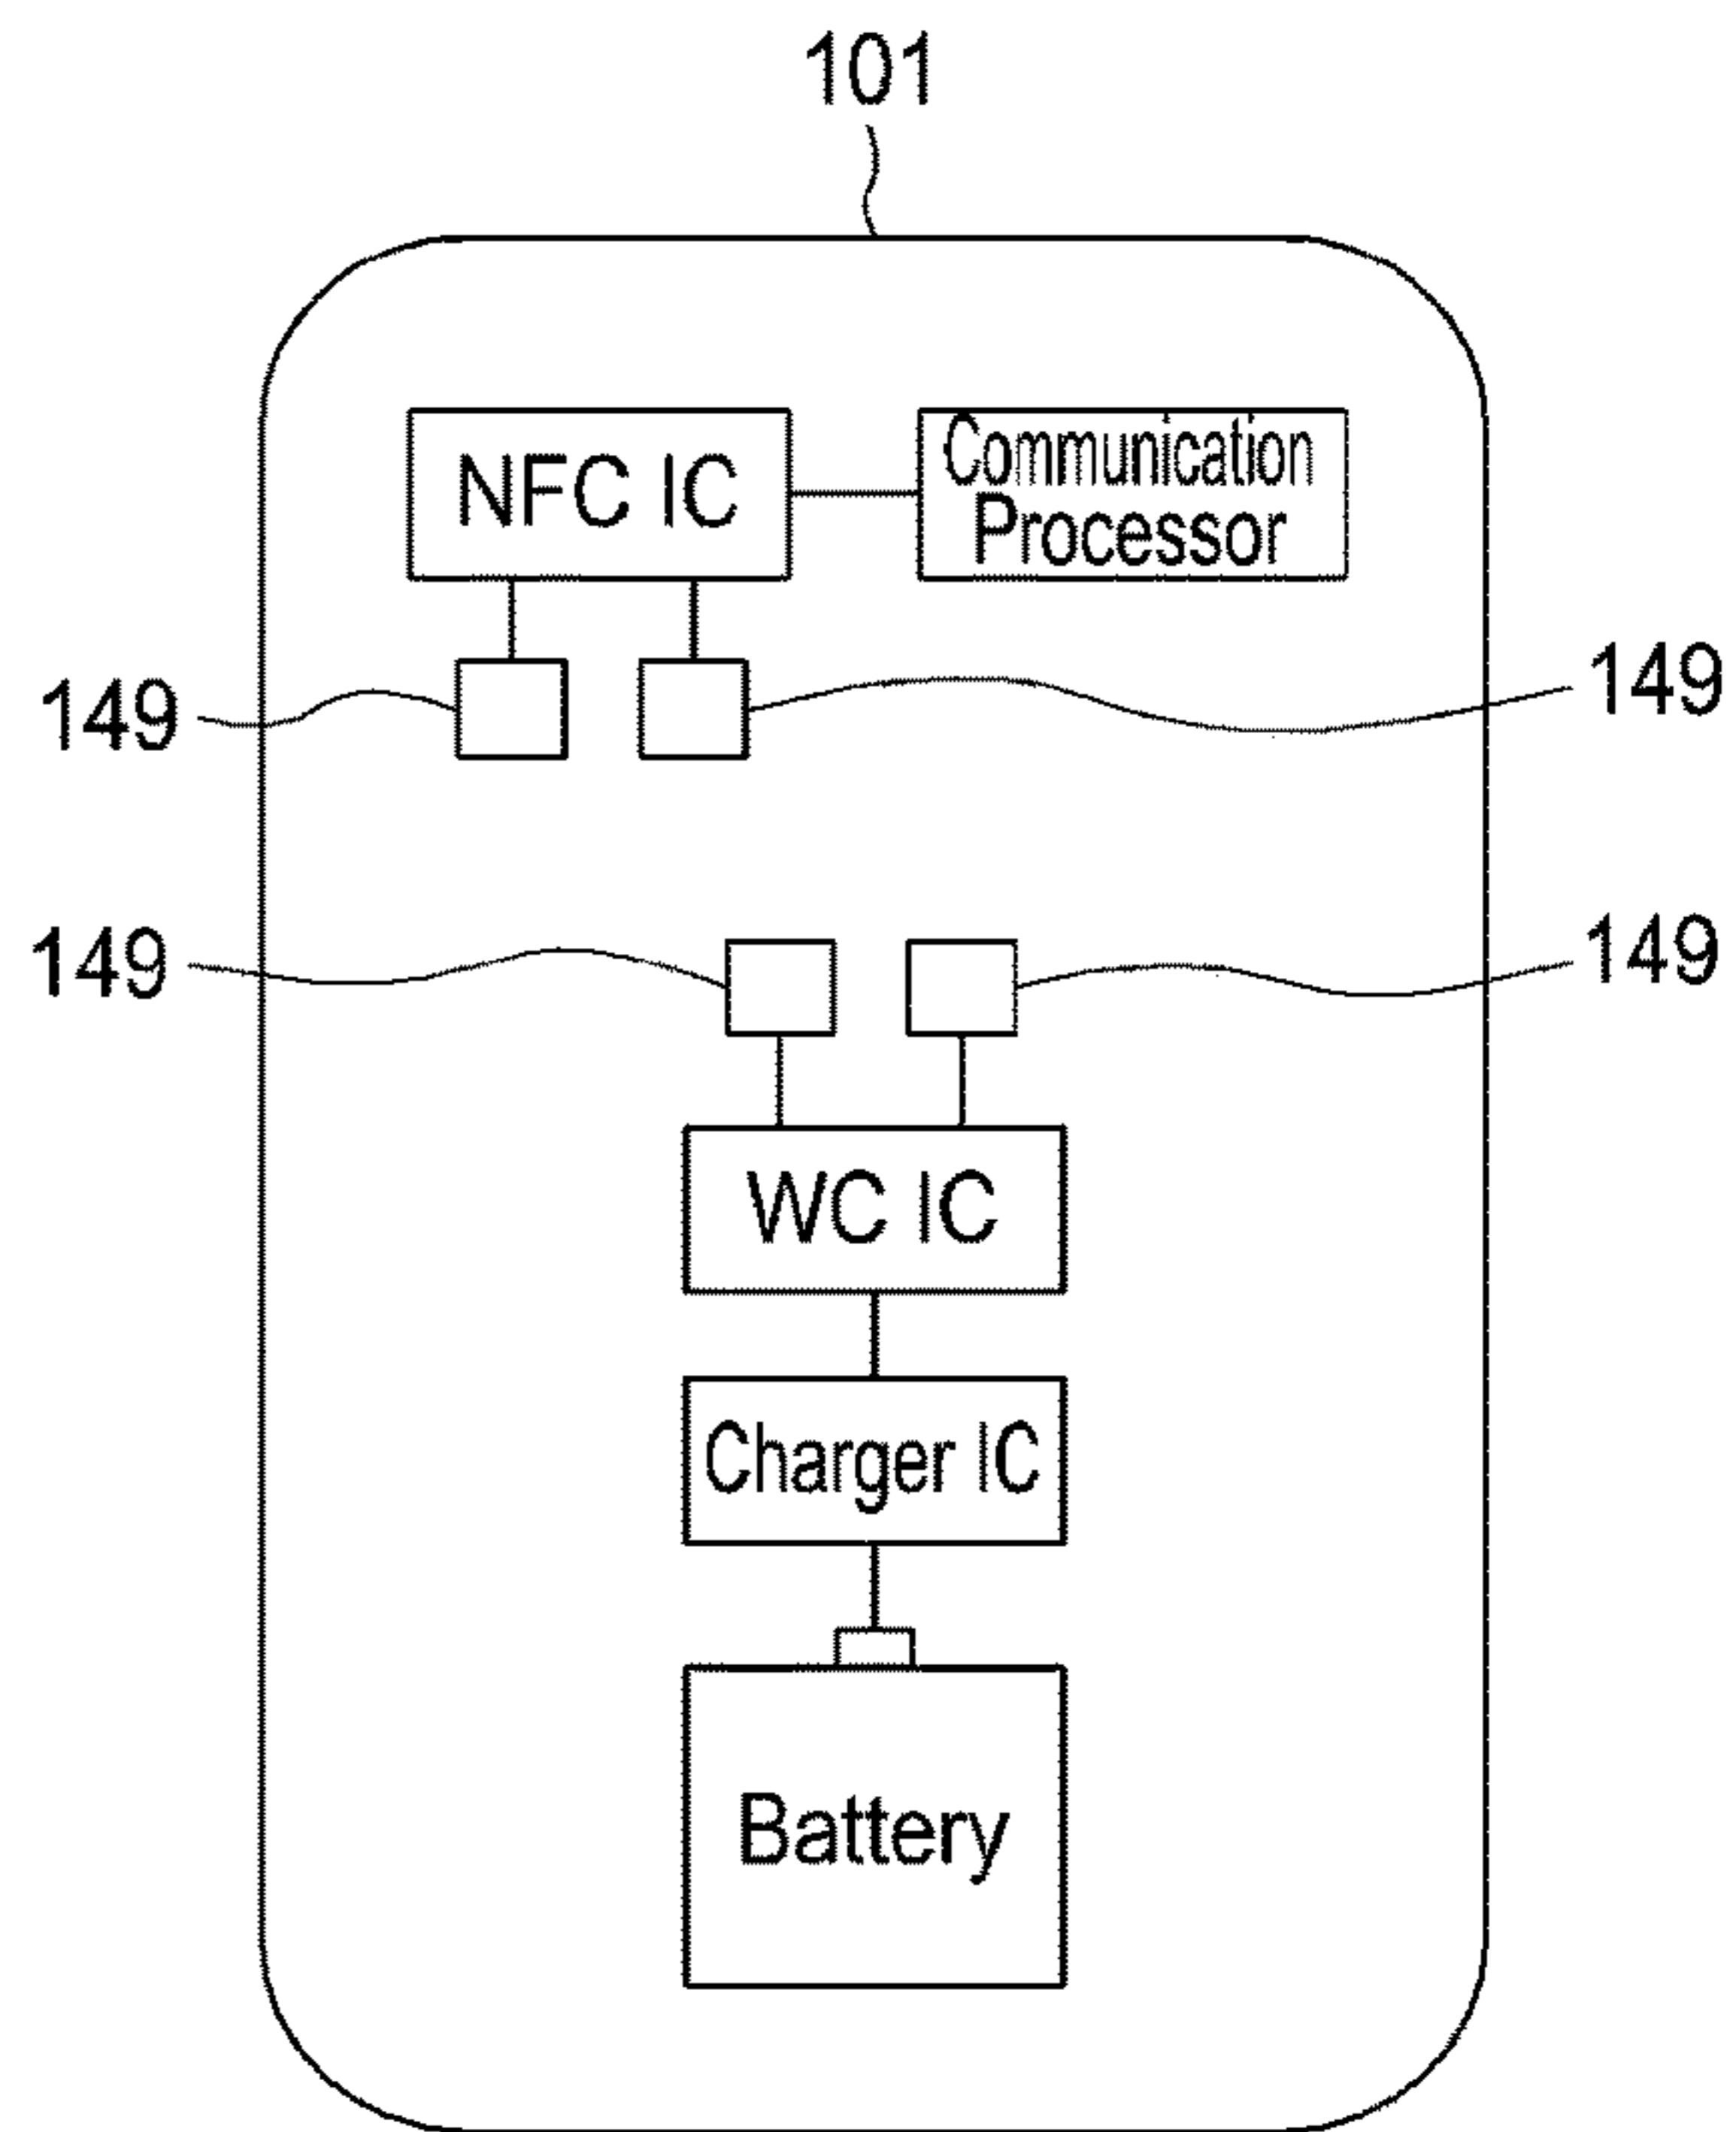 101
NFC IC
Communication
Processor
149
149
149
149
WC IC
Charger IC
Battery